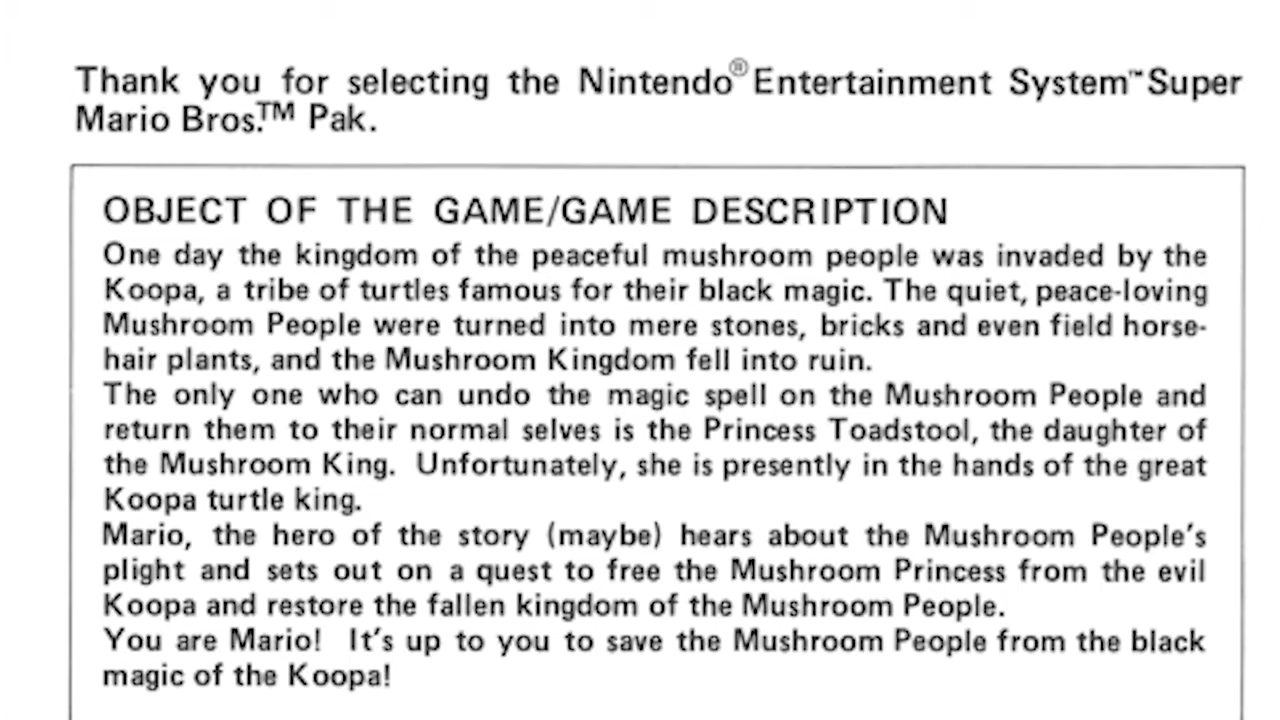 Thank you for selecting the Nintendo® Entertainment System™ Super
Mario Bros.™ Pak.
OBJECT OF THE GAME/GAME DESCRIPTION
One day the kingdom of the peaceful mushroom people was invaded by the
Koopa, a tribe of turtles famous for their black magic. The quiet, peace-loving
Mushroom People were turned into mere stones, bricks and even field horse-
hair plants, and the Mushroom Kingdom fell into ruin.
The only one who can undo the magic spell on the Mushroom People and
return them to their normal selves is the Princess Toadstool, the daughter of
the Mushroom King. Unfortunately, she is presently in the hands of the great
Koopa turtle king.
Mario, the hero of the story (maybe) hears about the Mushroom People's
plight and sets out on a quest to free the Mushroom Princess from the evil
Koopa and restore the fallen kingdom of the Mushroom People.
You are Mario! It's up to you to save the Mushroom People from the black
magic of the Koopa!